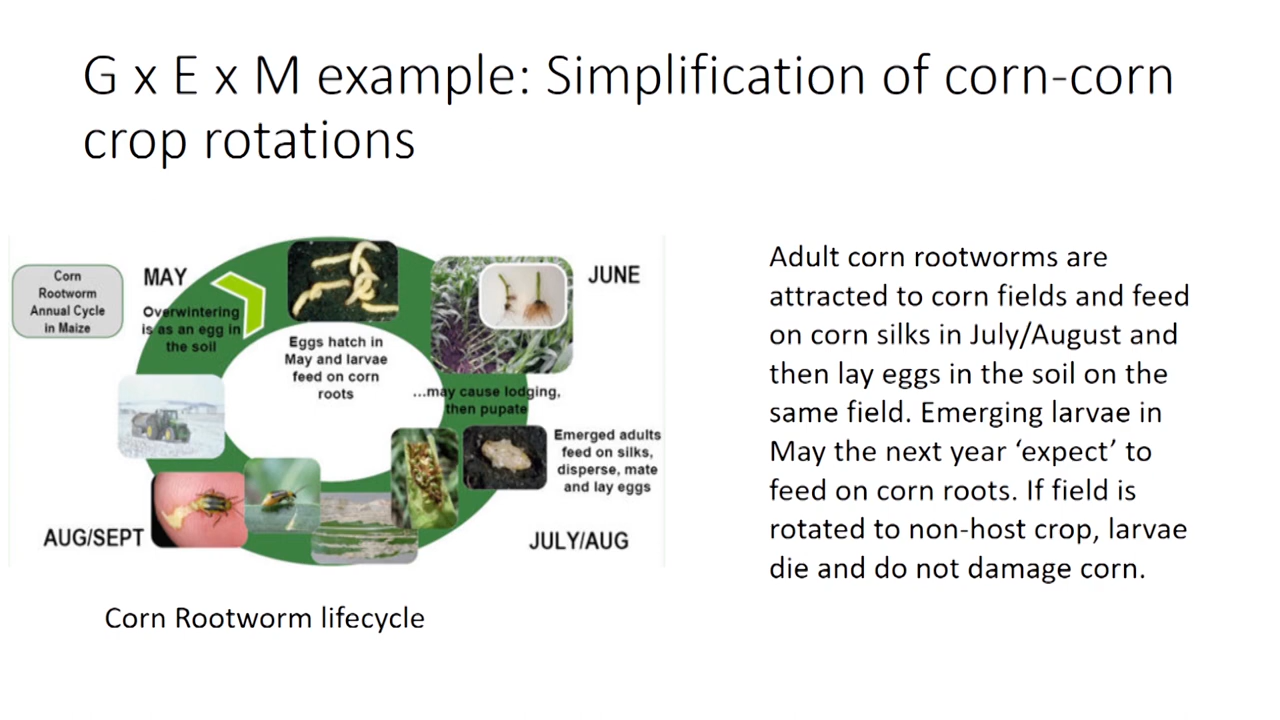 G x E x M example: Simplification of corn-corn
crop rotations
Corn
Rootworm
Annual Cycle
in Maize
MAY
Overwintering
is as an egg in
the soil
Eggs hatch in
May and larvae
feed on corn
roots
JUNE
...may cause lodging,
then pupate
Emerged adults
feed on silks,
disperse, mate
and lay eggs
JULY/AUG
AUG/SEPT
Corn Rootworm lifecycle
Adult corn rootworms are
attracted to corn fields and feed
on corn silks in July/August and
then lay eggs in the soil on the
same field. Emerging larvae in
May the next year ‘expect’ to
feed on corn roots. If field is
rotated to non-host crop, larvae
die and do not damage corn.